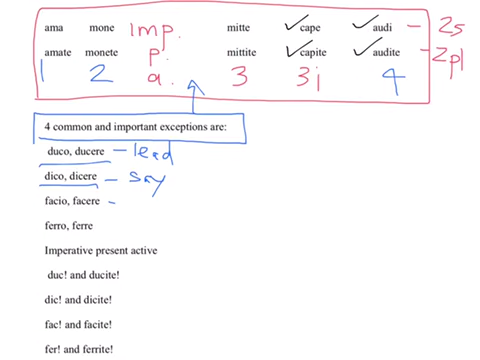 ama mone Imp. mitte cape audi - 2s
amate monete p. mittite capite audite - 2pl
1 2 a. 3 3i 4
4 common and important exceptions are:
duco, ducere - lead
dico, dicere - say
facio, facere -
ferro, ferre
Imperative present active
duc! and ducite!
dic! and dicite!
fac! and facite!
fer! and ferrite!